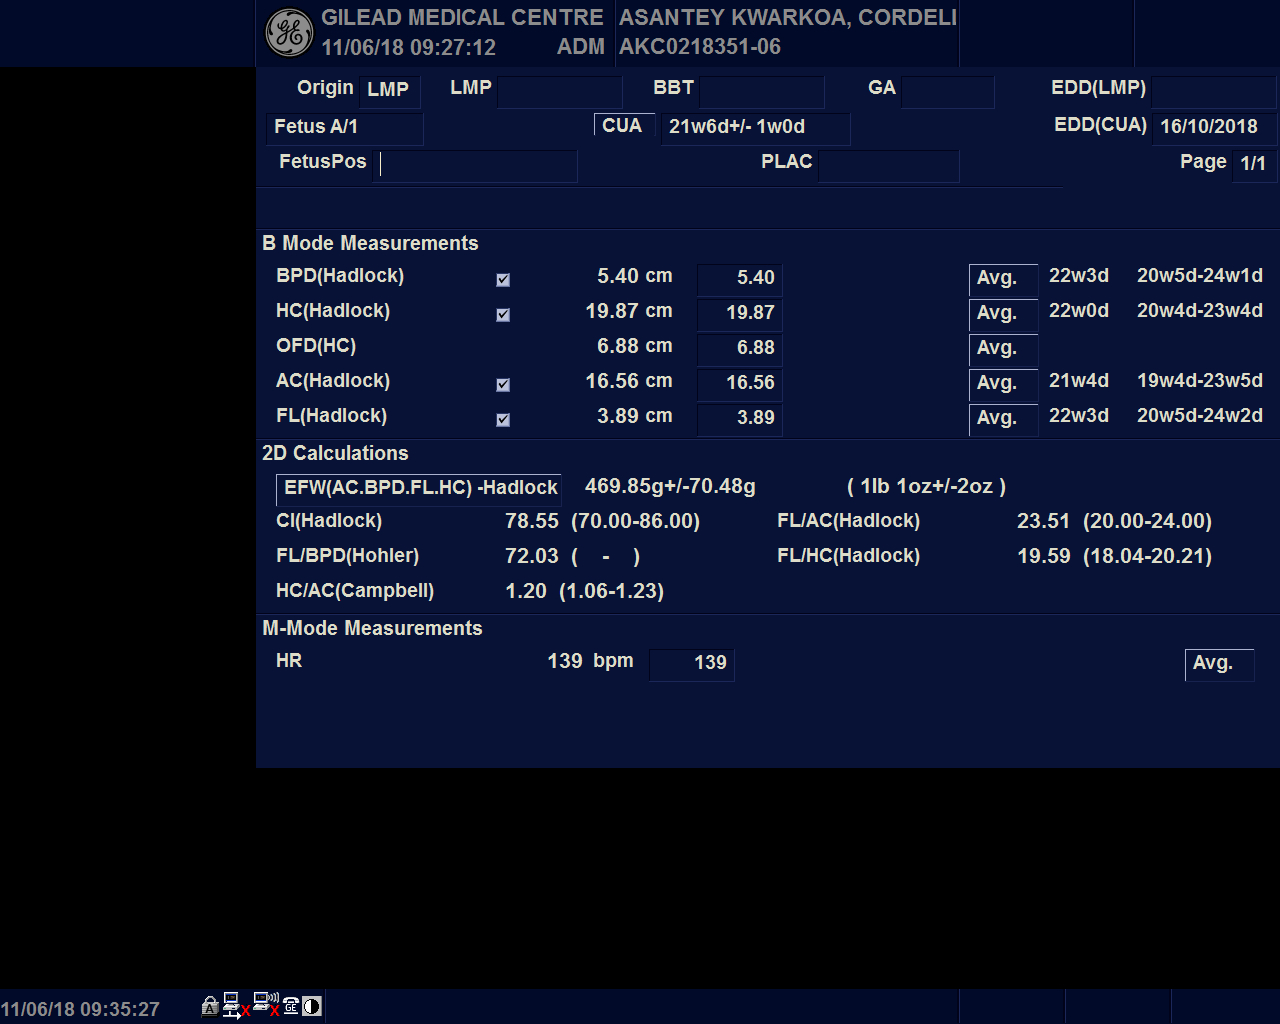 GILEAD MEDICAL CENTRE ASANTEY KWARKOA, CORDELI
11/06/18 09:27:12 ADM AKC0218351-06
Origin LMP LMP BBT GA EDD(LMP)
Fetus A/1 CUA 21w6d+/- 1w0d EDD(CUA) 16/10/2018
FetusPos PLAC Page 1/1
B Mode Measurements
BPD(Hadlock) 5.40 cm 5.40 Avg. 22w3d 20w5d-24w1d
HC(Hadlock) 19.87 cm 19.87 Avg. 22w0d 20w4d-23w4d
OFD(HC) 6.88 cm 6.88 Avg.
AC(Hadlock) 16.56 cm 16.56 Avg. 21w4d 19w4d-23w5d
FL(Hadlock) 3.89 cm 3.89 Avg. 22w3d 20w5d-24w2d
2D Calculations
EFW(AC.BPD.FL.HC) -Hadlock 469.85g+/-70.48g ( 1lb 1oz+/-2oz )
CI(Hadlock) 78.55 (70.00-86.00) FL/AC(Hadlock) 23.51 (20.00-24.00)
FL/BPD(Hohler) 72.03 ( - ) FL/HC(Hadlock) 19.59 (18.04-20.21)
HC/AC(Campbell) 1.20 (1.06-1.23)
M-Mode Measurements
HR 139 bpm 139 Avg.
11/06/18 09:35:27 A GE